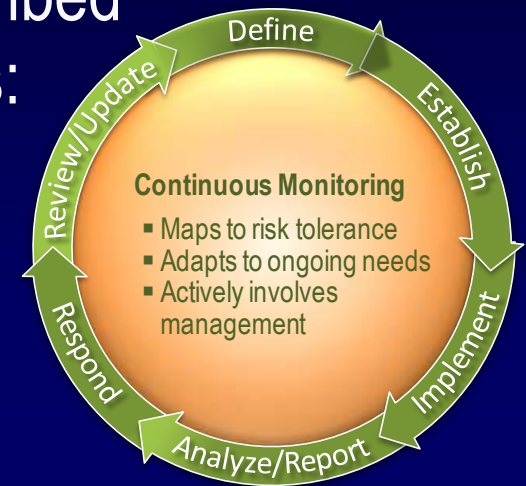 Define
Establish
Implement
Analyze/Report
Respond
Review/Update
Continuous Monitoring
▪ Maps to risk tolerance
▪ Adapts to ongoing needs
▪ Actively involves
management